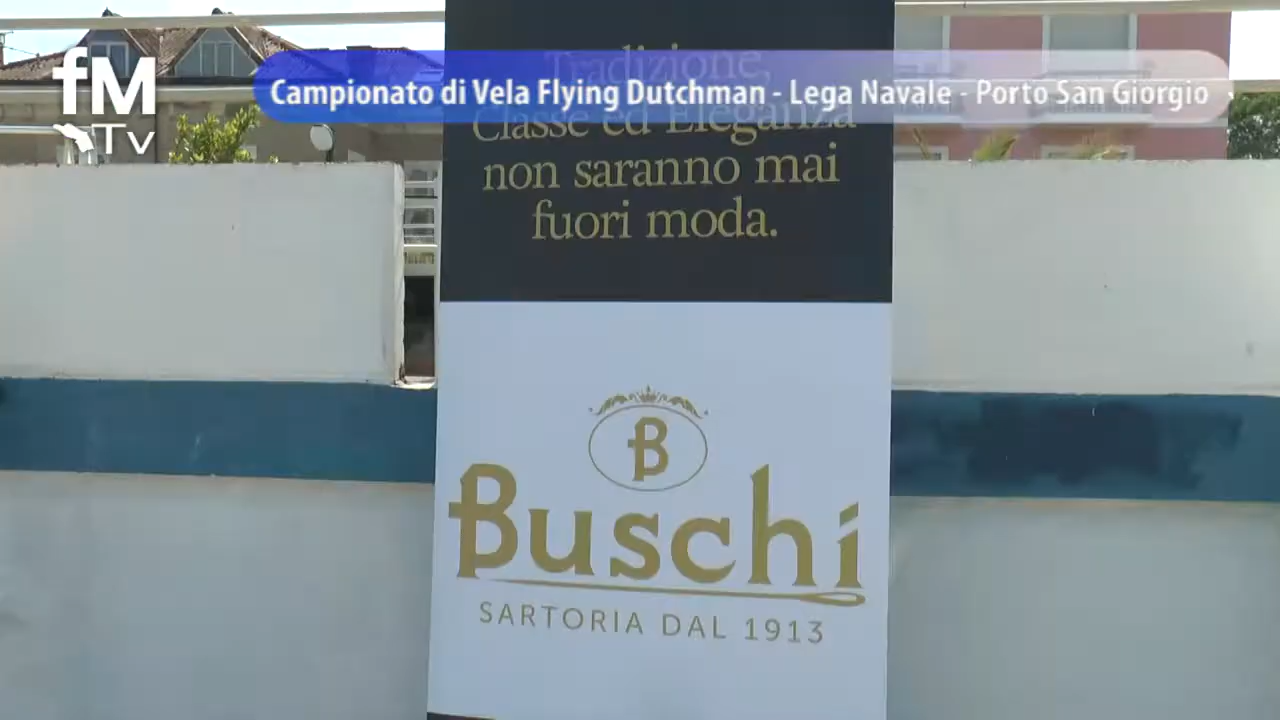 fM
Tv
Campionato di Vela Flying Dutchman - Lega Navale - Porto San Giorgio
Tradizione,
Classe ed Eleganza
non saranno mai
fuori moda.
B
Buschi
SARTORIA DAL 1913